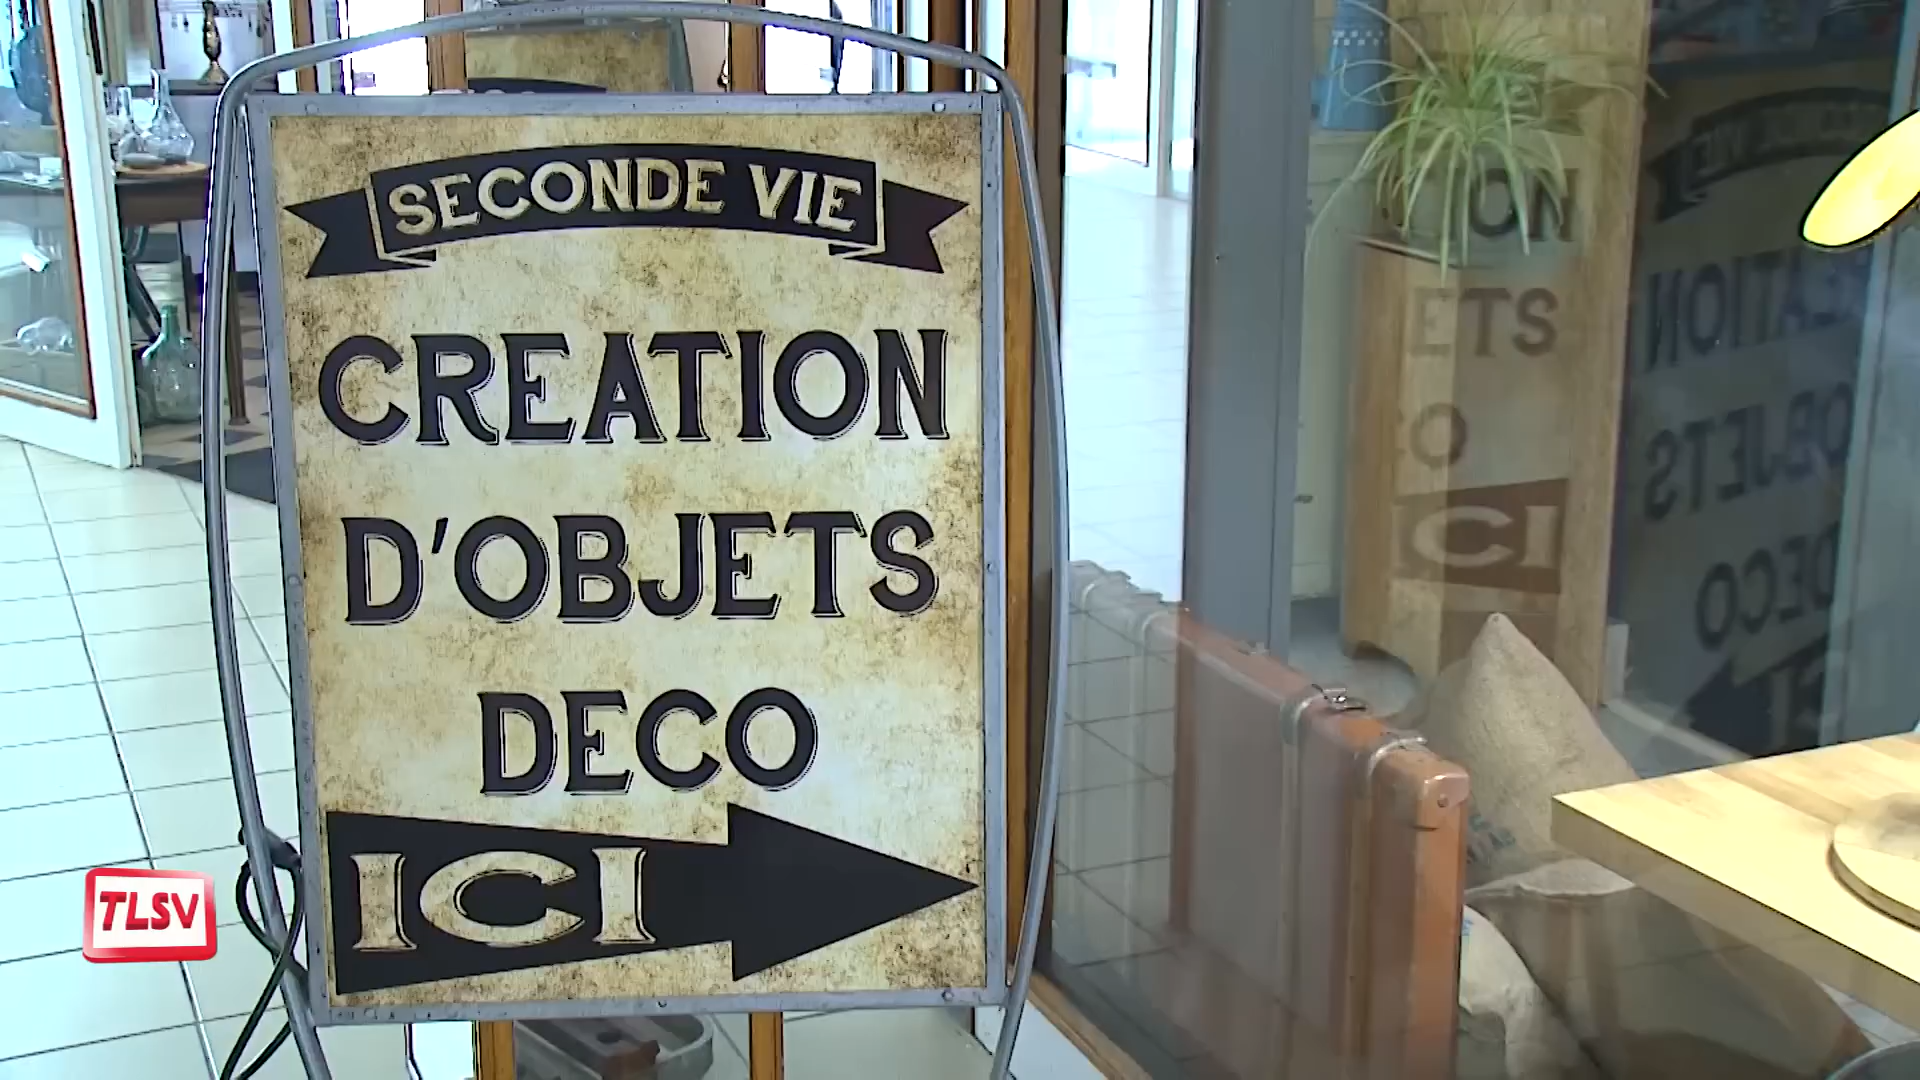 SECONDE VIE
CREATION
D'OBJETS
DECO
ICI
TLSV